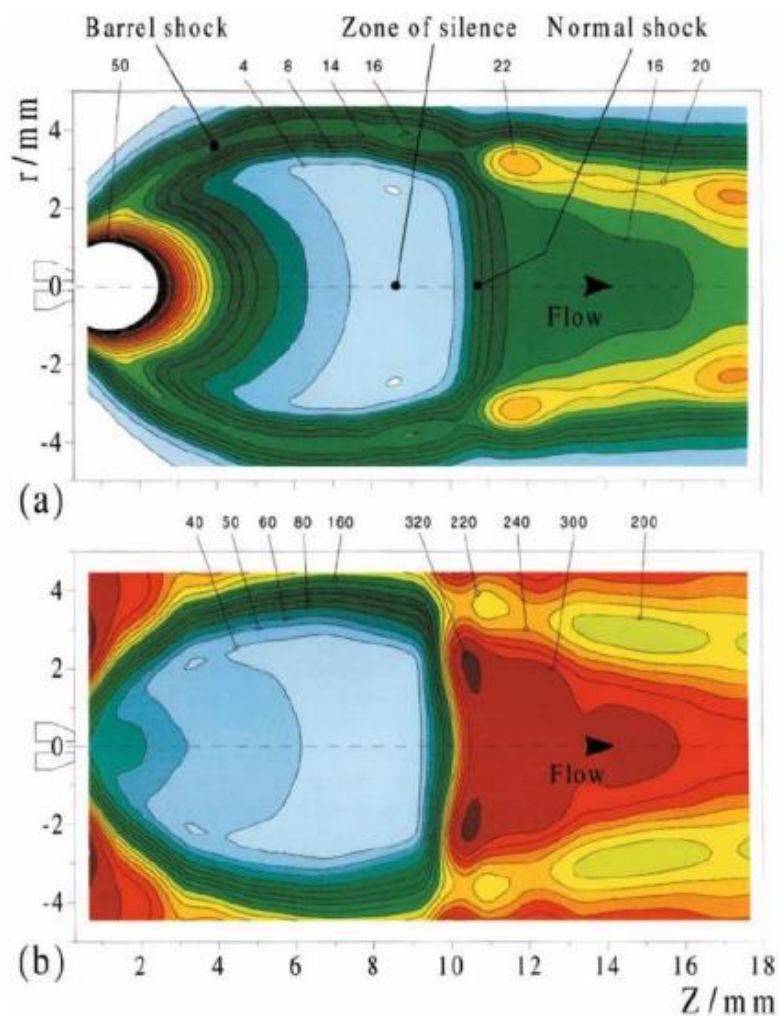 Barrel shock Zone of silence Normal shock
50 4 8 14 16 22 16 20
r/mm
4
2
0
-2
-4
Flow
(a)
40 50 60 80 160 320 220 240 300 200
4
2
0
-2
-4
Flow
(b)
2 4 6 8 10 12 14 16 18
Z/mm